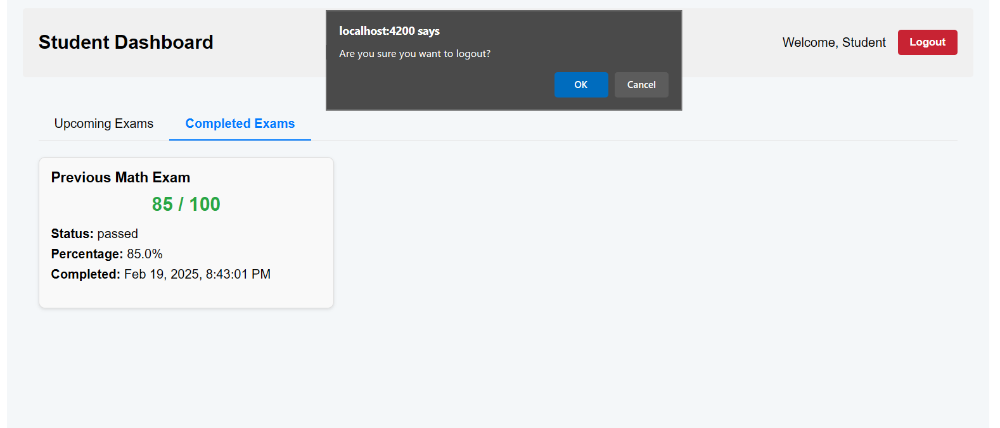 Student Dashboard
localhost:4200 says
Are you sure you want to logout?
OK Cancel
Welcome, Student Logout
Upcoming Exams Completed Exams
Previous Math Exam
85 / 100
Status: passed
Percentage: 85.0%
Completed: Feb 19, 2025, 8:43:01 PM